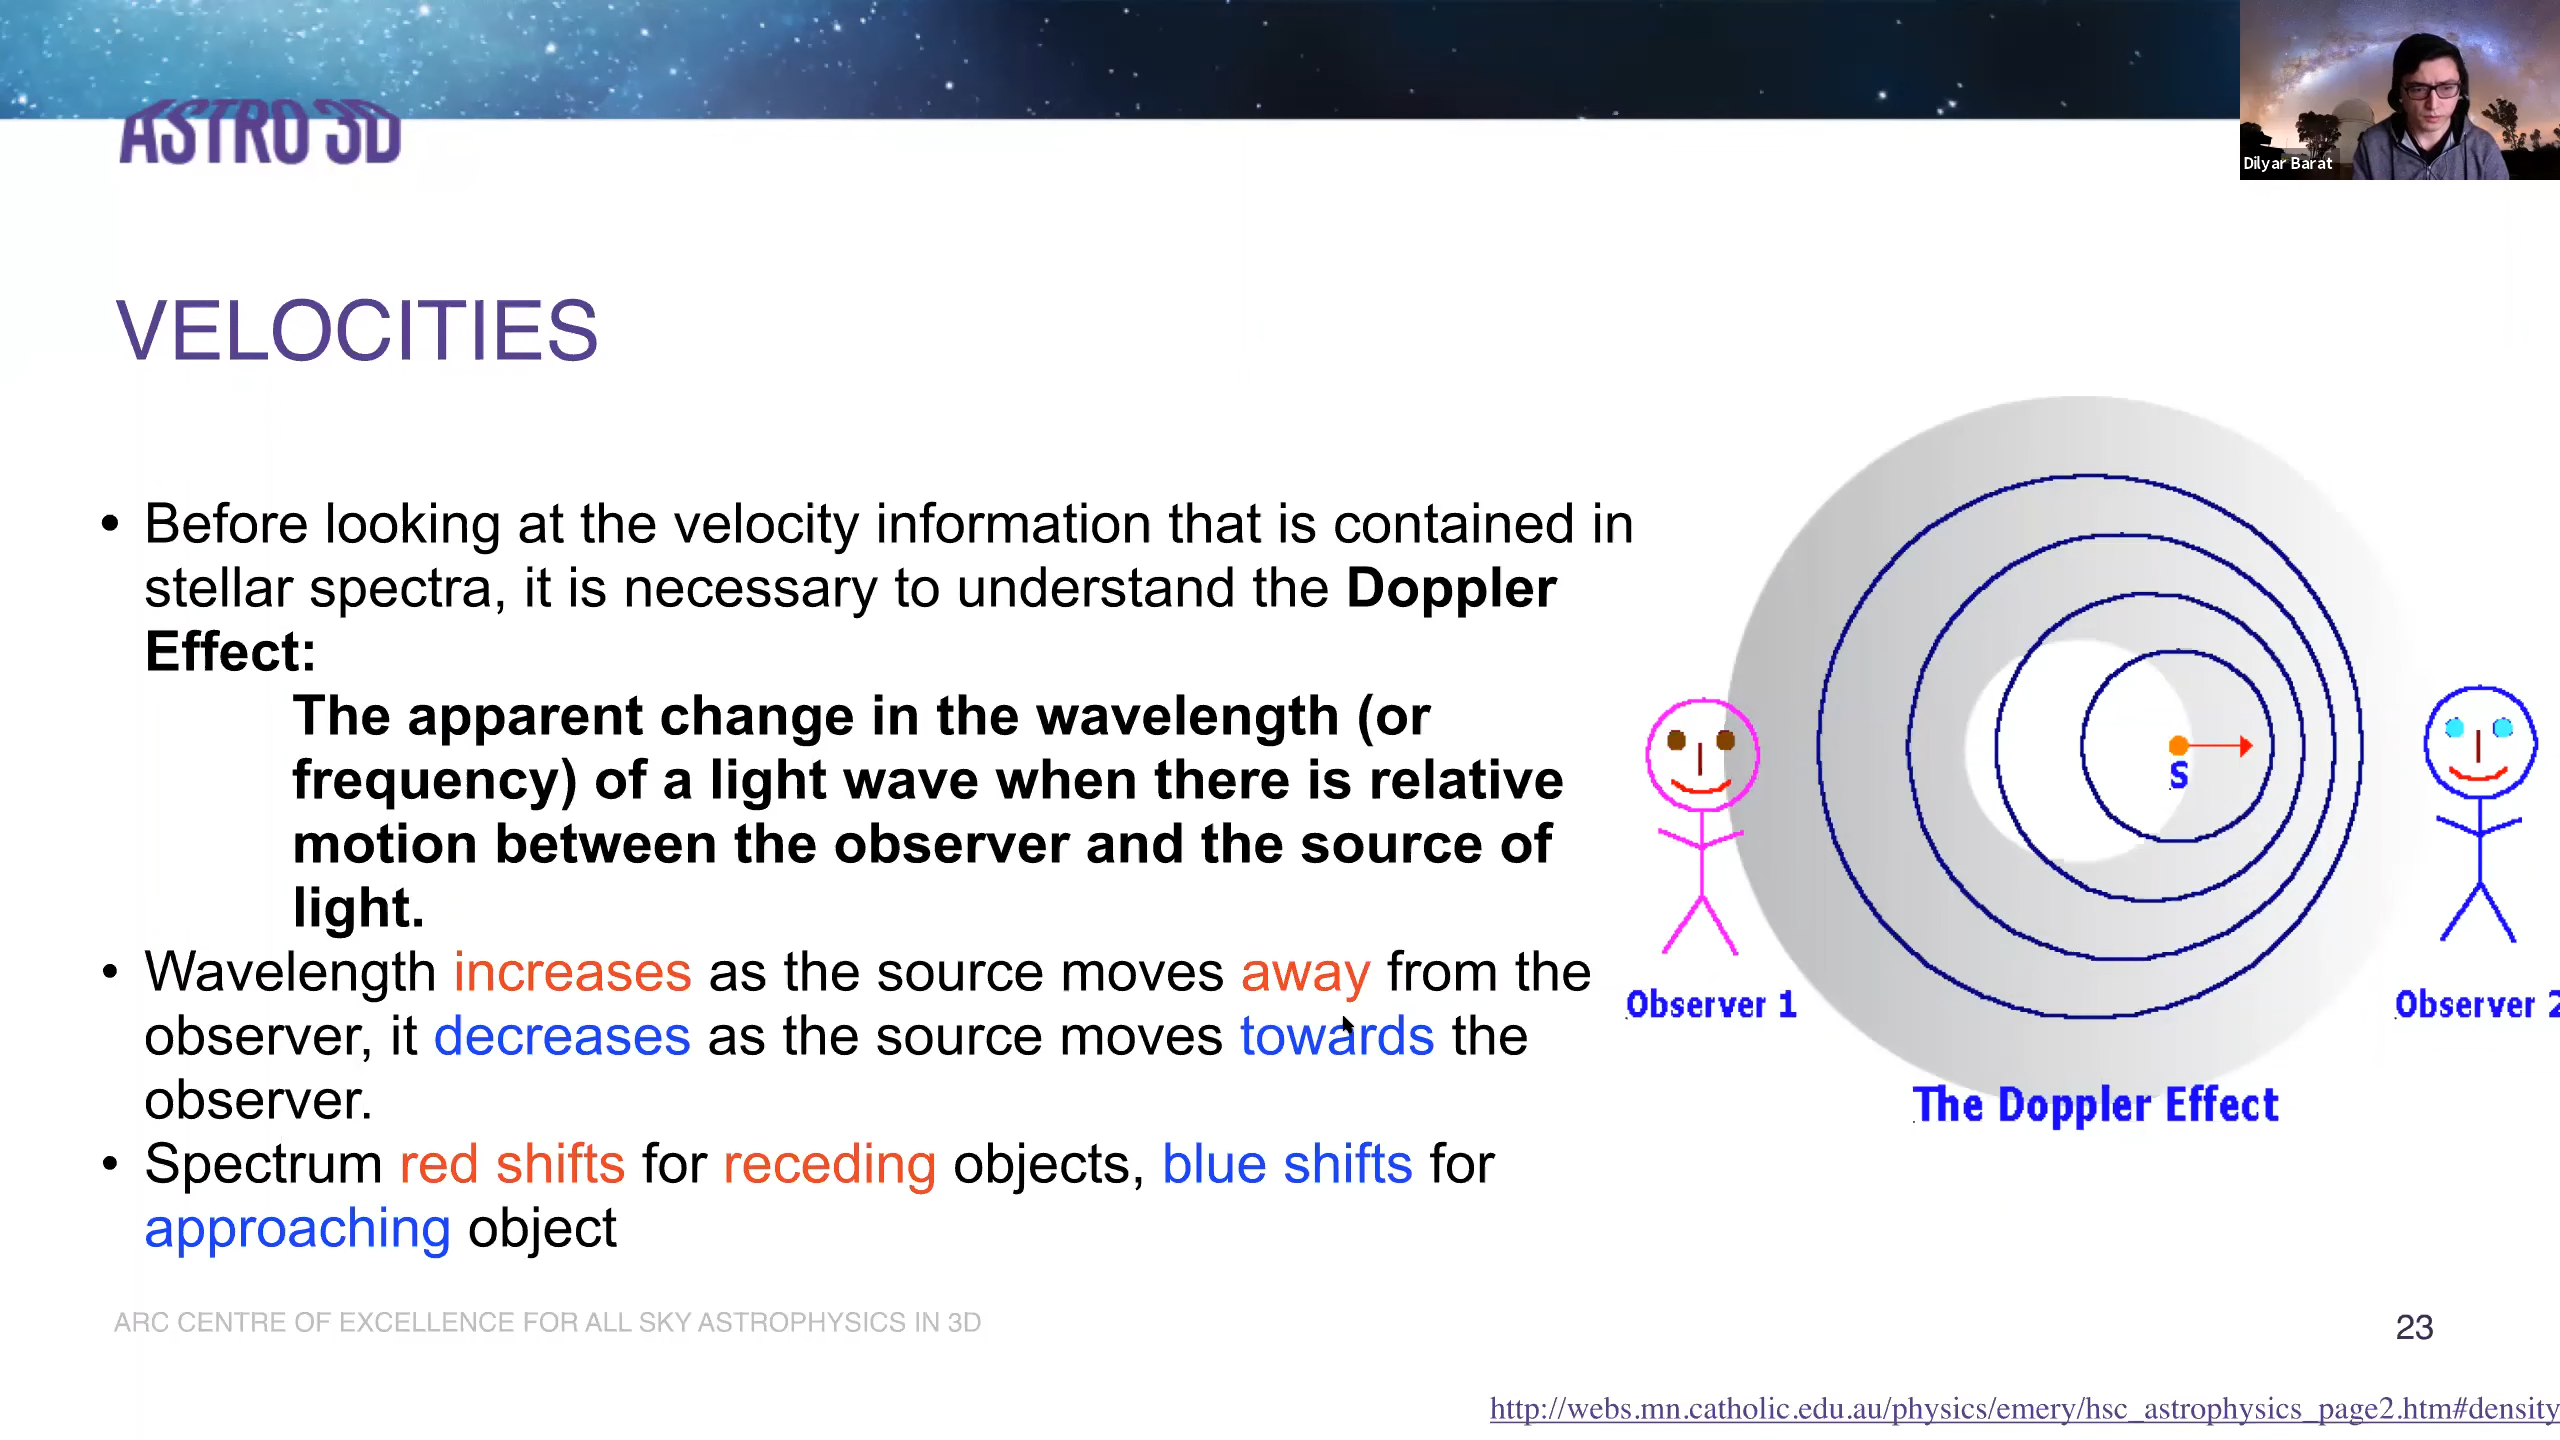 ASTRO 3D
Dilyar Barat
VELOCITIES
• Before looking at the velocity information that is contained in
stellar spectra, it is necessary to understand the Doppler
Effect:
The apparent change in the wavelength (or
frequency) of a light wave when there is relative
motion between the observer and the source of
light.
• Wavelength increases as the source moves away from the
observer, it decreases as the source moves towards the
observer.
• Spectrum red shifts for receding objects, blue shifts for
approaching object
S
Observer 1
Observer 2
The Doppler Effect
ARC CENTRE OF EXCELLENCE FOR ALL SKY ASTROPHYSICS IN 3D
23
http://webs.mn.catholic.edu.au/physics/emery/hsc_astrophysics_page2.htm#density